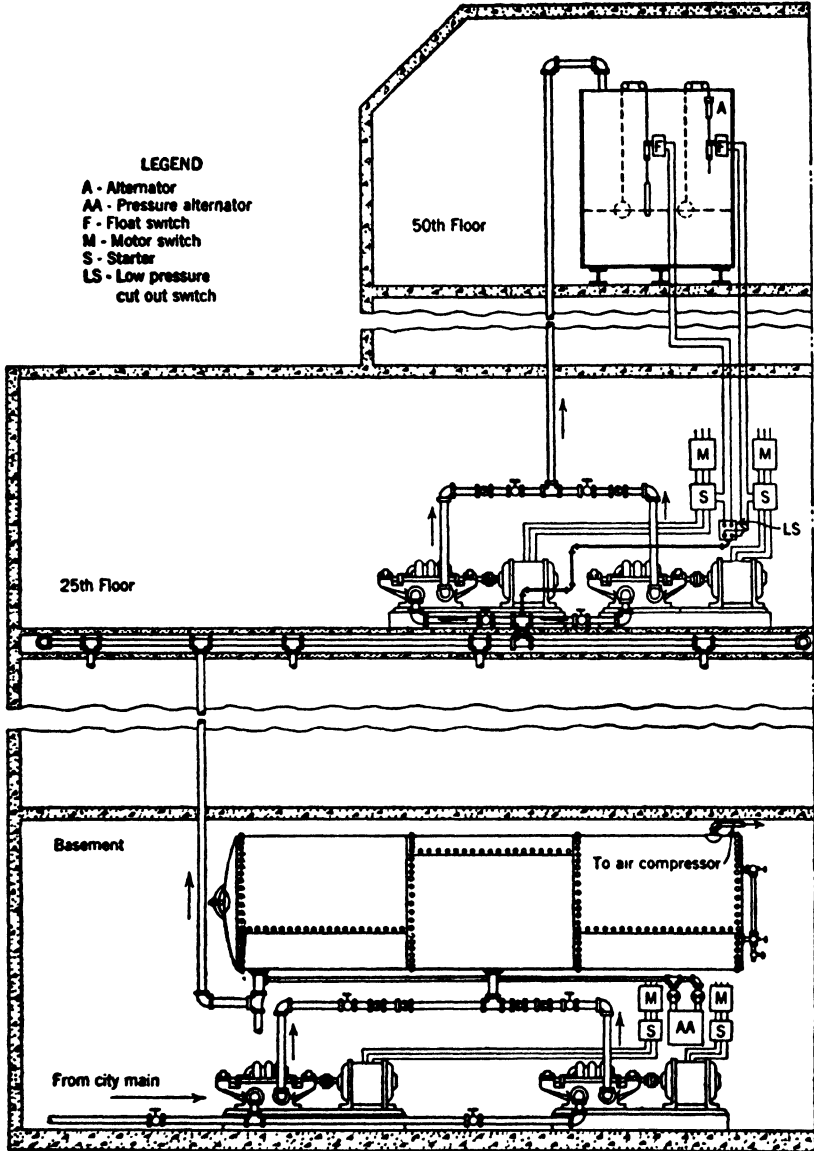 LEGEND
A - Alternator
AA - Pressure alternator
F - Float switch
M - Motor switch
S - Starter
LS - Low pressure
cut out switch
A
F
F
50th Floor
M
M
S
S
LS
25th Floor
Basement
To air compressor
M
M
AA
S
S
From city main